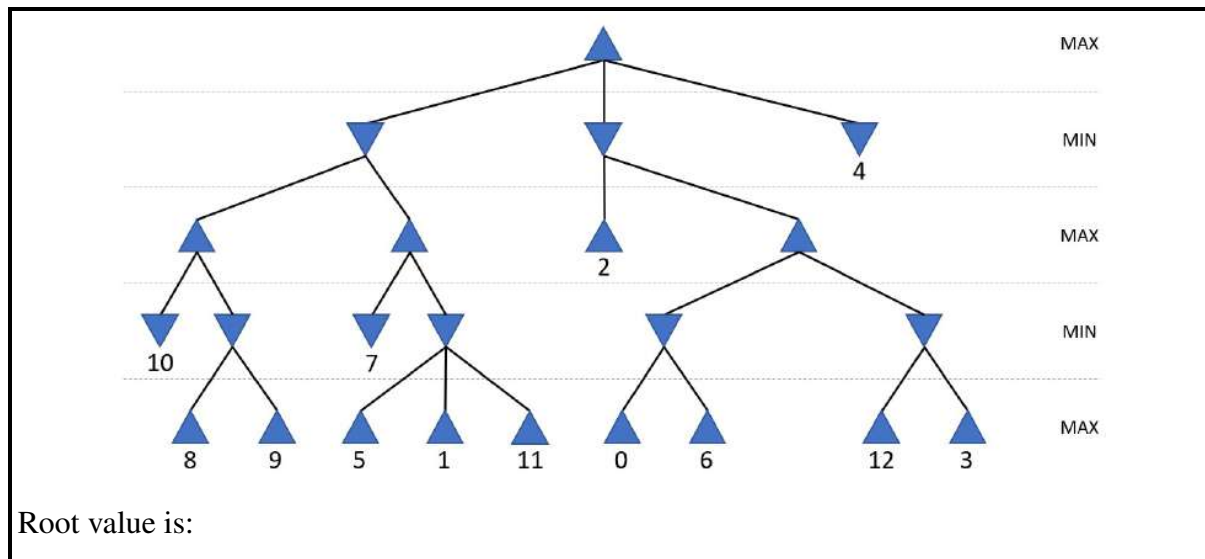 MAX
MIN
4
MAX
2
MIN
10
7
MAX
8 9 5 1 11 0 6 12 3
Root value is: